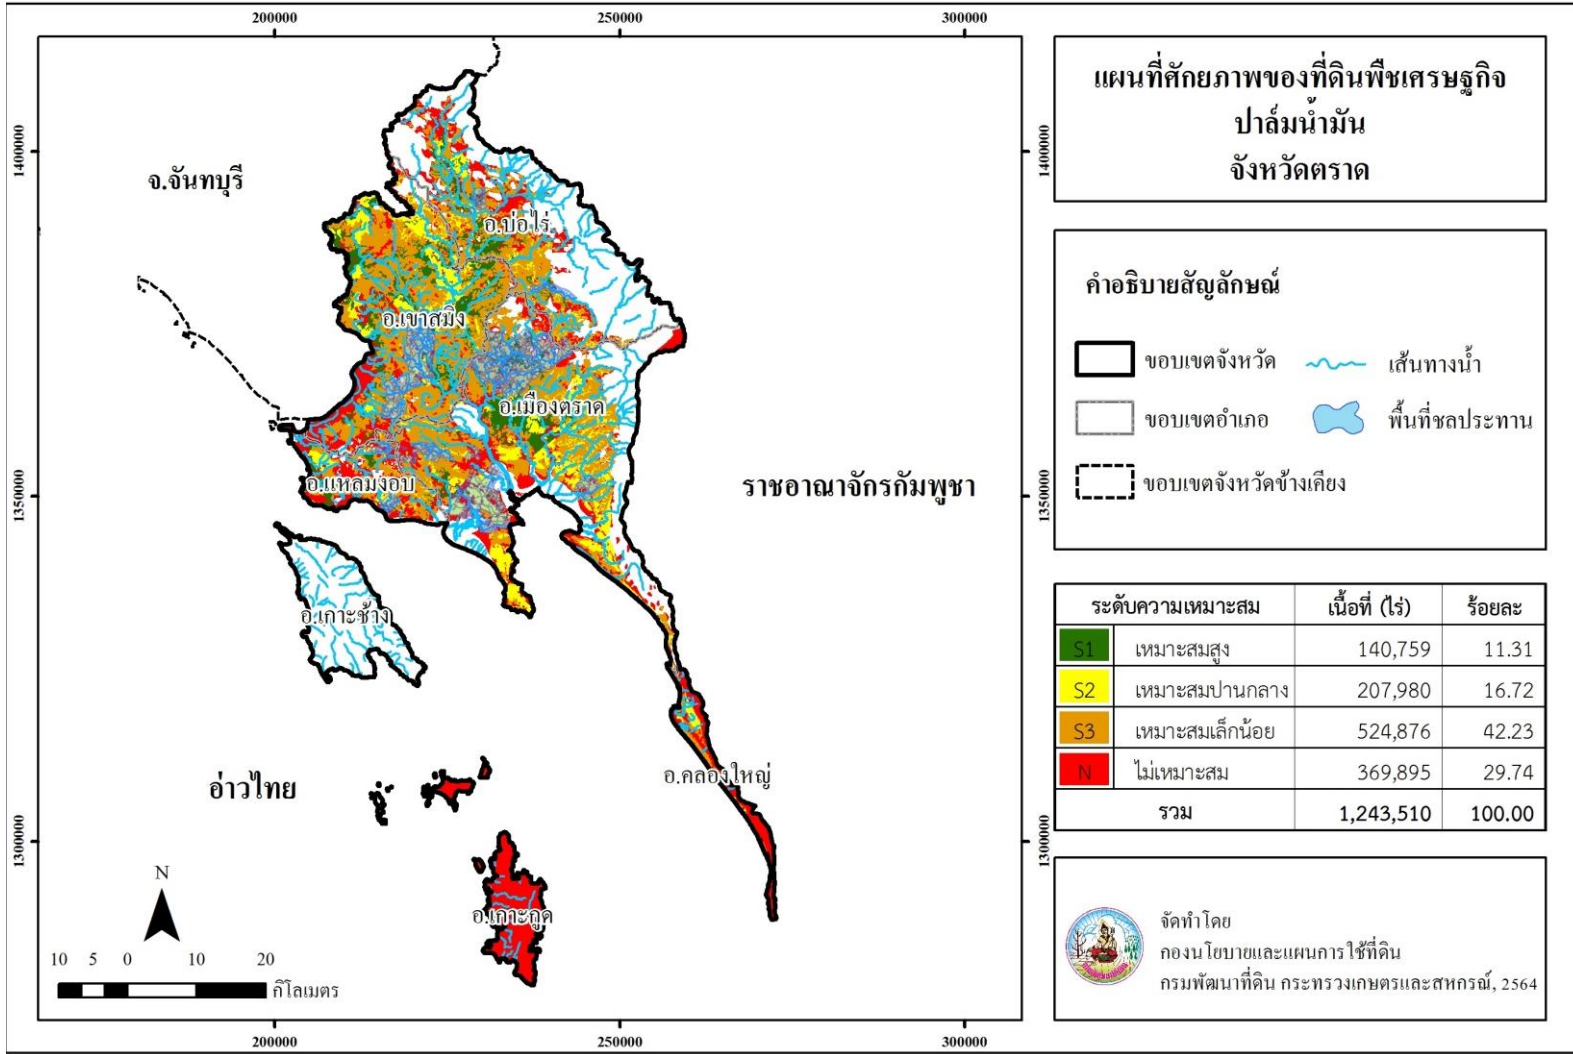 200000
250000
300000
1400000
1350000
1300000
จ.จันทบุรี
อ.บ่อไร่
อ.เขาสมิง
อ.เมืองตราด
อ.แหลมงอบ
ราชอาณาจักรกัมพูชา
อ.เกาะช้าง
อ่าวไทย
อ.คลองใหญ่
อ.เกาะกูด
N
10 5 0 10 20
กิโลเมตร
1400000
1350000
1300000
200000
250000
300000
แผนที่ศักยภาพของที่ดินพืชเศรษฐกิจ
ปาล์มน้ำมัน
จังหวัดตราด
คำอธิบายสัญลักษณ์
ขอบเขตจังหวัด เส้นทางน้ำ
ขอบเขตอำเภอ พื้นที่ชลประทาน
ขอบเขตจังหวัดข้างเคียง
ระดับความเหมาะสม เนื้อที่ (ไร่) ร้อยละ
S1 เหมาะสมสูง 140,759 11.31
S2 เหมาะสมปานกลาง 207,980 16.72
S3 เหมาะสมเล็กน้อย 524,876 42.23
N ไม่เหมาะสม 369,895 29.74
รวม 1,243,510 100.00
จัดทำโดย
กองนโยบายและแผนการใช้ที่ดิน
กรมพัฒนาที่ดิน กระทรวงเกษตรและสหกรณ์, 2564